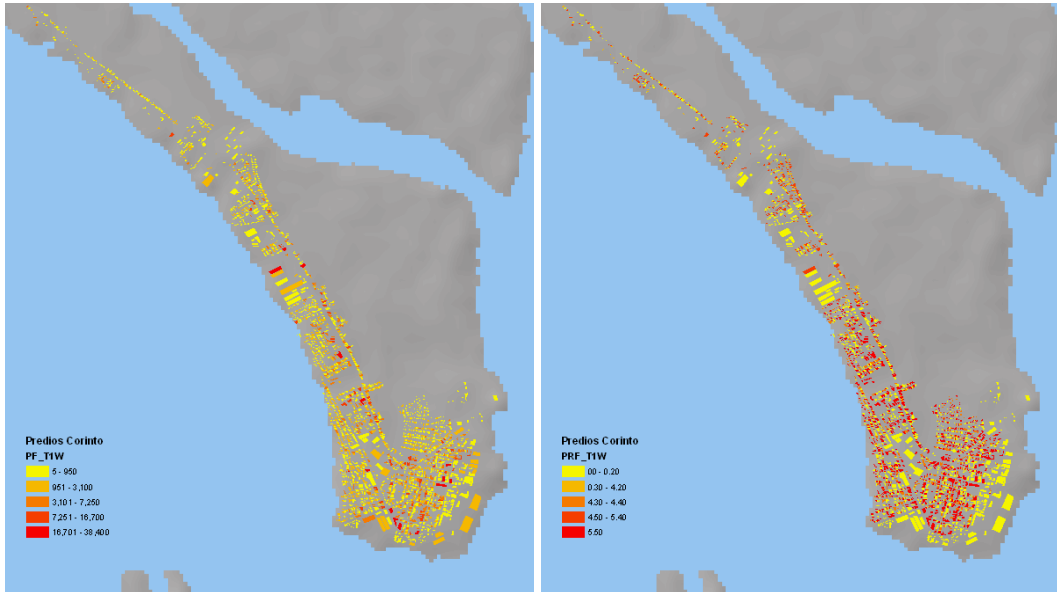 Predios Corinto
PF_T1W
5 - 950
951 - 3,100
3,101 - 7,250
7,251 - 16,700
16,701 - 38,400
Predios Corinto
PRF_T1W
00 - 0.20
0.30 - 4.20
4.30 - 4.40
4.50 - 5.40
5.50